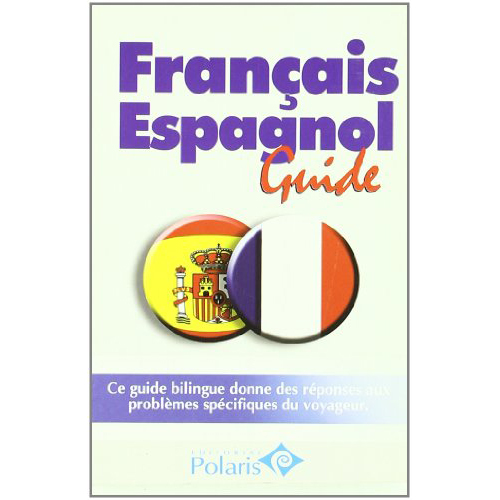 Français
Espagnol
Guide
Ce guide bilingue donne des réponses aux
problèmes spécifiques du voyageur.
Polaris